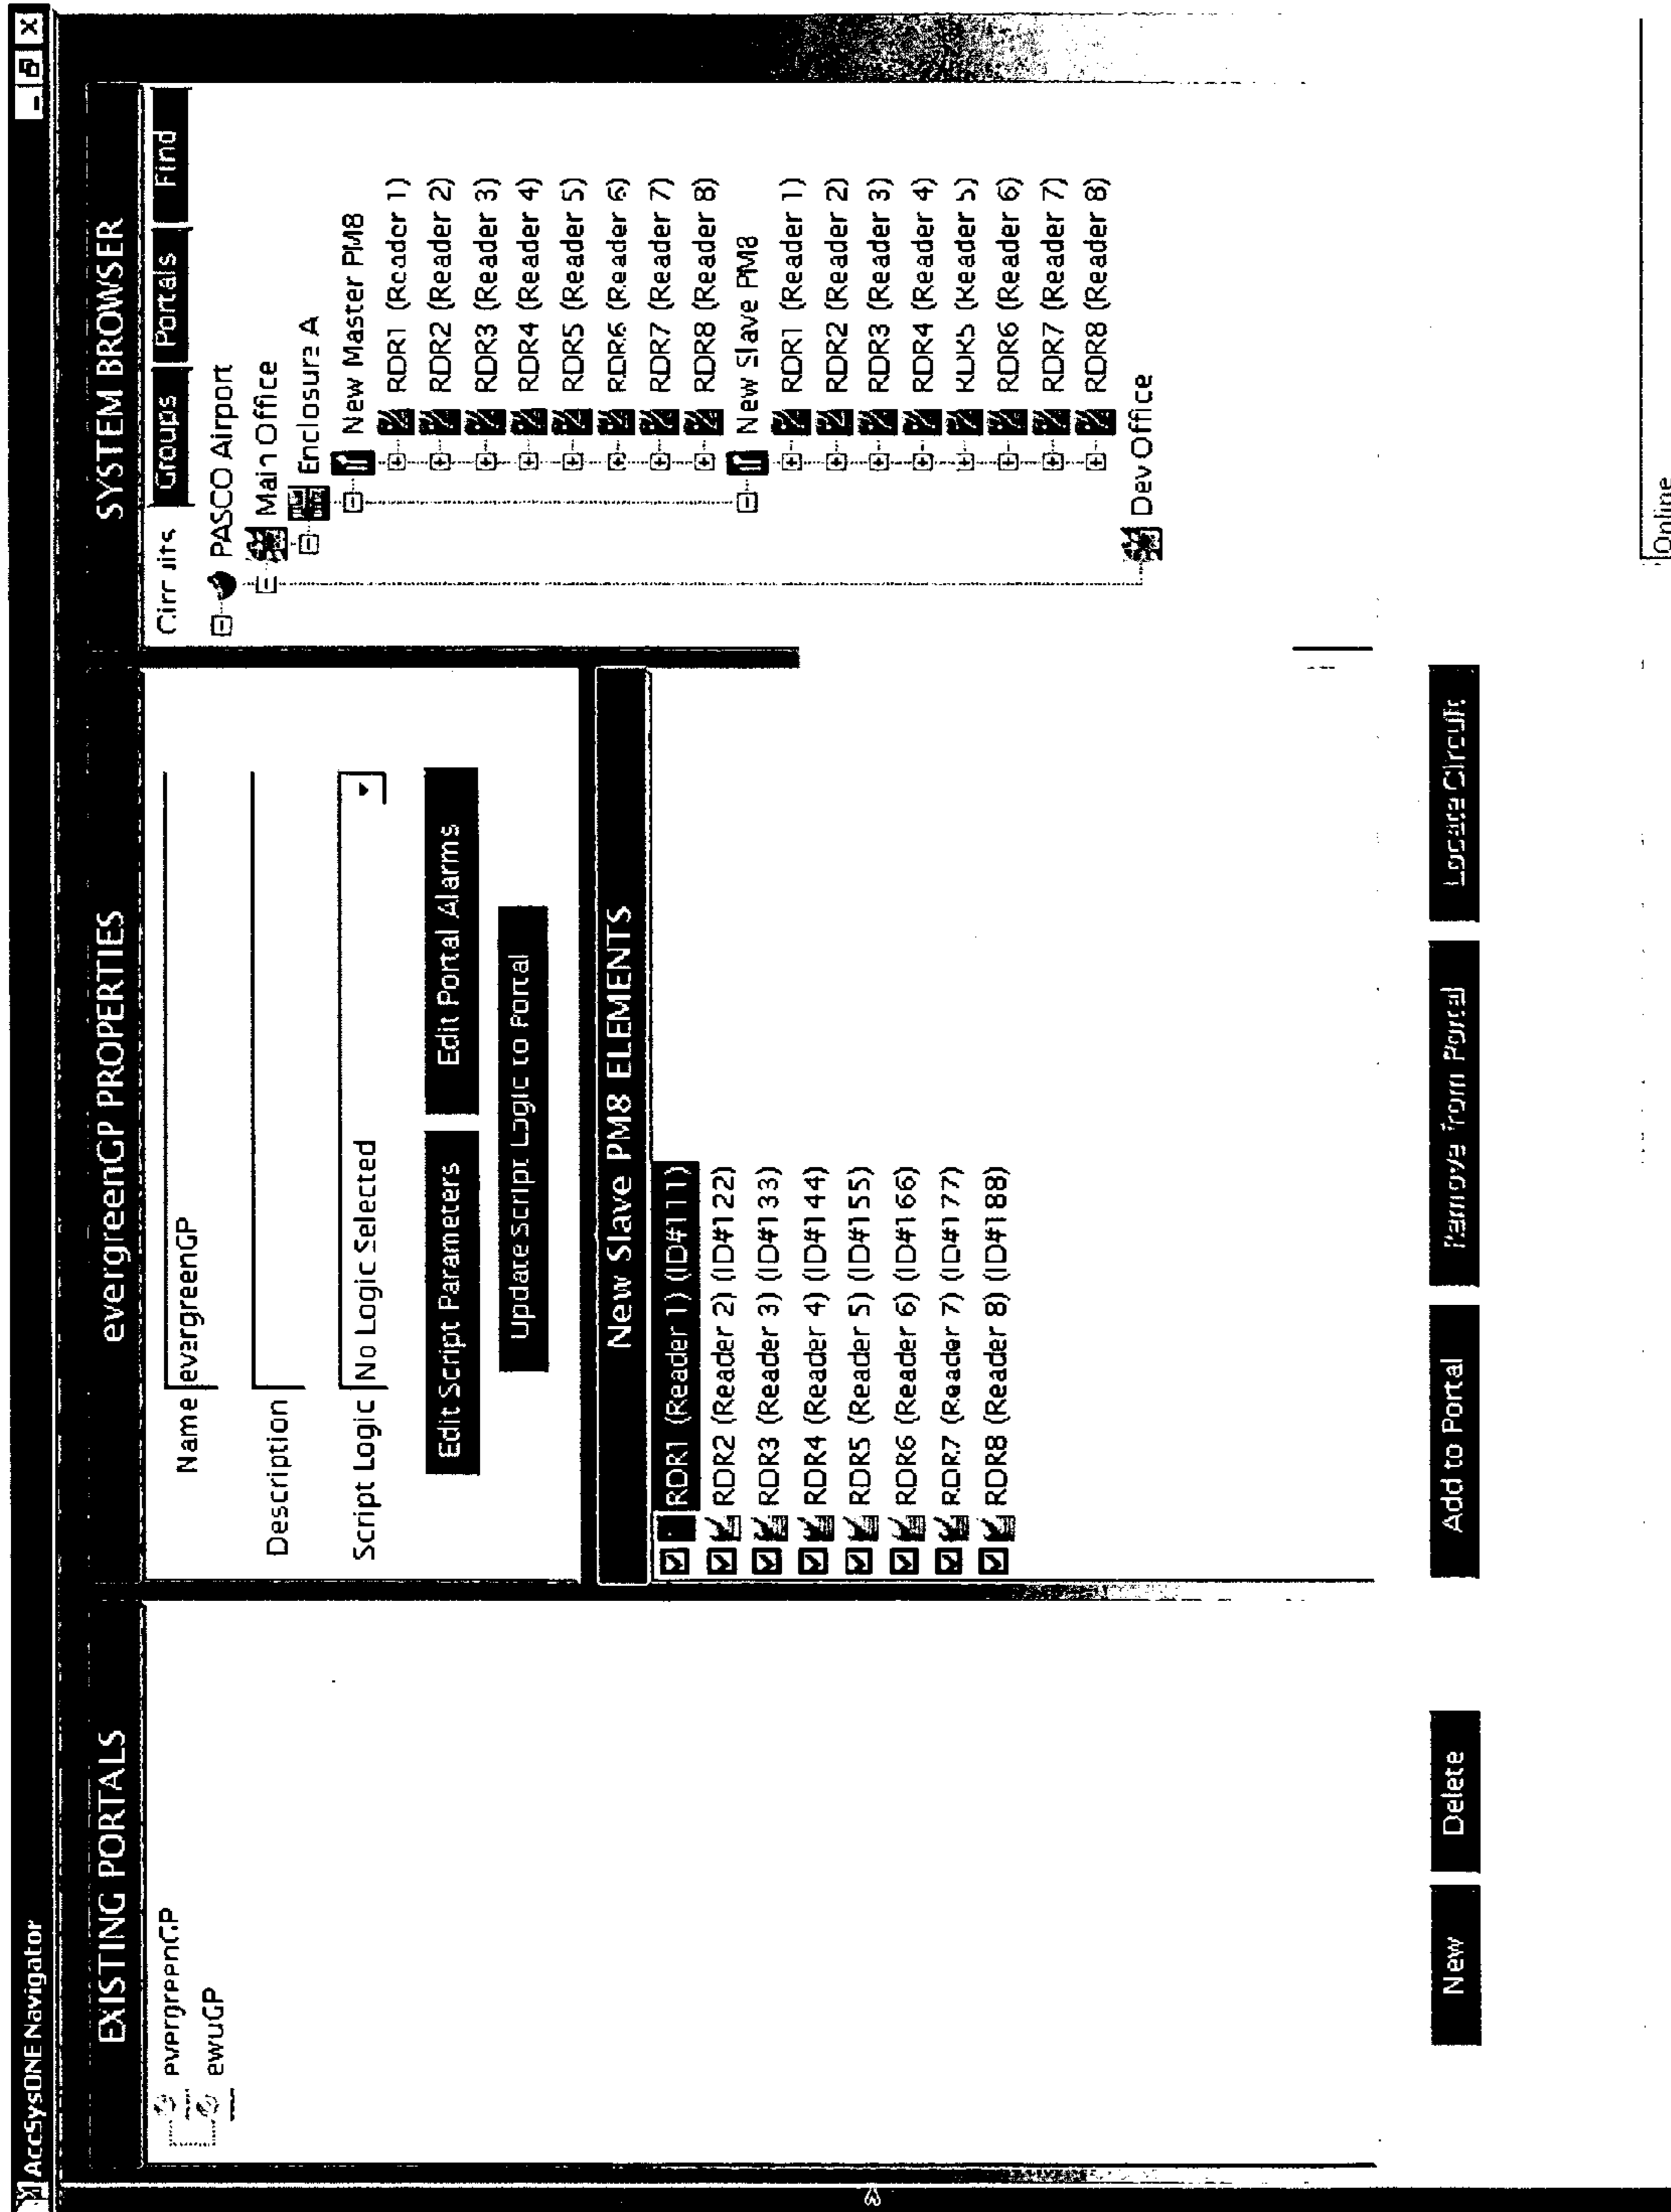 AccSysONE Navigator
EXISTING PORTALS
evergreenGP
ewuGP
New
Delete
evergreenGP PROPERTIES
Name evergreenGP
Description
Script Logic No Logic Selected
Edit Script Parameters
Edit Portal Alarms
Update Script Logic to Portal
New Slave PM8 ELEMENTS
RDR1 (Reader 1) (ID#111)
RDR2 (Reader 2) (ID#122)
RDR3 (Reader 3) (ID#133)
RDR4 (Reader 4) (ID#144)
RDR5 (Reader 5) (ID#155)
RDR6 (Reader 6) (ID#166)
RDR7 (Reader 7) (ID#177)
RDR8 (Reader 8) (ID#188)
Add to Portal
Remove from Portal
Locate Circuit
SYSTEM BROWSER
Circuits Groups Portals Find
PASCO Airport
Main Office
Enclosure A
New Master PM8
RDR1 (Reader 1)
RDR2 (Reader 2)
RDR3 (Reader 3)
RDR4 (Reader 4)
RDR5 (Reader 5)
RDR6 (Reader 6)
RDR7 (Reader 7)
RDR8 (Reader 8)
New Slave PM8
RDR1 (Reader 1)
RDR2 (Reader 2)
RDR3 (Reader 3)
RDR4 (Reader 4)
RDR5 (Reader 5)
RDR6 (Reader 6)
RDR7 (Reader 7)
RDR8 (Reader 8)
Dev Office
Online